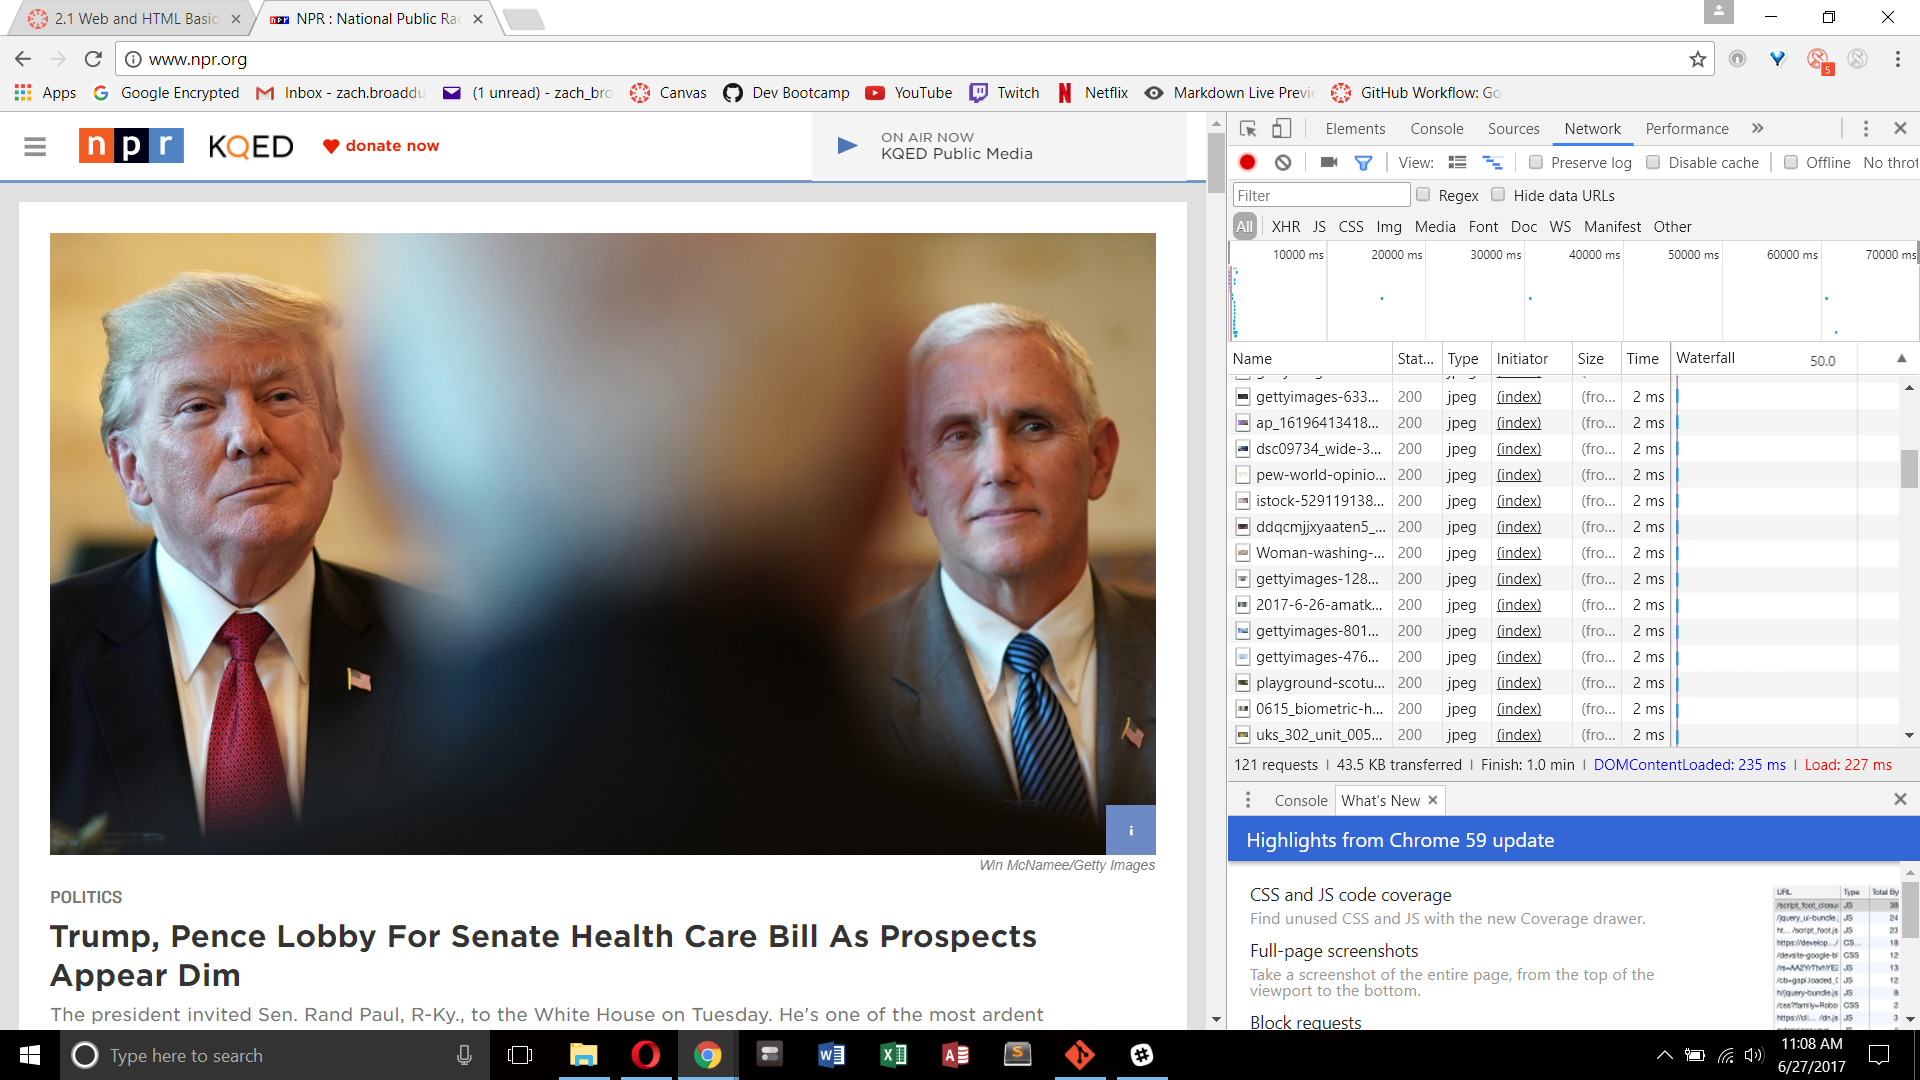 2.1 Web and HTML Basic
NPR : National Public Ra
www.npr.org
Apps
Google Encrypted
Inbox - zach.broaddu
(1 unread) - zach_bro
Canvas
Dev Bootcamp
YouTube
Twitch
Netflix
Markdown Live Previe
GitHub Workflow: Go
5
npr
KQED
donate now
ON AIR NOW
KQED Public Media
i
Win McNamee/Getty Images
POLITICS
Trump, Pence Lobby For Senate Health Care Bill As Prospects
Appear Dim
The president invited Sen. Rand Paul, R-Ky., to the White House on Tuesday. He's one of the most ardent
Elements Console Sources Network Performance »
View: Preserve log Disable cache Offline No throt
Filter Regex Hide data URLs
All XHR JS CSS Img Media Font Doc WS Manifest Other
10000 ms 20000 ms 30000 ms 40000 ms 50000 ms 60000 ms 70000 ms
Name Stat... Type Initiator Size Time Waterfall 50.0
gettyimages-633... 200 jpeg (index) (fro... 2 ms
ap_16196413418... 200 jpeg (index) (fro... 2 ms
dsc09734_wide-3... 200 jpeg (index) (fro... 2 ms
pew-world-opinio... 200 jpeg (index) (fro... 2 ms
istock-529119138... 200 jpeg (index) (fro... 2 ms
ddqcmjjxyaaten5_... 200 jpeg (index) (fro... 2 ms
Woman-washing-... 200 jpeg (index) (fro... 2 ms
gettyimages-128... 200 jpeg (index) (fro... 2 ms
2017-6-26-amatk... 200 jpeg (index) (fro... 2 ms
gettyimages-801... 200 jpeg (index) (fro... 2 ms
gettyimages-476... 200 jpeg (index) (fro... 2 ms
playground-scotu... 200 jpeg (index) (fro... 2 ms
0615_biometric-h... 200 jpeg (index) (fro... 2 ms
uks_302_unit_005... 200 jpeg (index) (fro... 2 ms
121 requests | 43.5 KB transferred | Finish: 1.0 min | DOMContentLoaded: 235 ms | Load: 227 ms
Console What's New
Highlights from Chrome 59 update
CSS and JS code coverage
Find unused CSS and JS with the new Coverage drawer.
Full-page screenshots
Take a screenshot of the entire page, from the top of the
viewport to the bottom.
Block requests
URL Type Total By
Type here to search
11:08 AM
6/27/2017